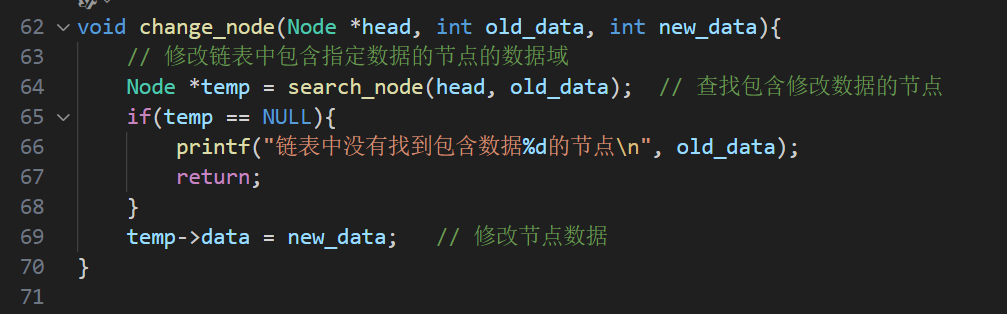 62 void change_node(Node *head, int old_data, int new_data){
63 // 修改链表中包含指定数据的节点的数据域
64 Node *temp = search_node(head, old_data); // 查找包含修改数据的节点
65 if(temp == NULL){
66 printf("链表中没有找到包含数据%d的节点\n", old_data);
67 return;
68 }
69 temp->data = new_data; // 修改节点数据
70 }
71